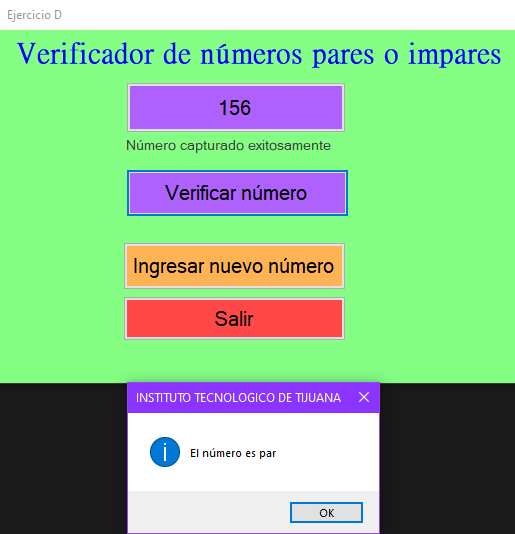 Ejercicio D
Verificador de números pares o impares
156
Número capturado exitosamente
Verificar número
Ingresar nuevo número
Salir
INSTITUTO TECNOLOGICO DE TIJUANA
El número es par
OK